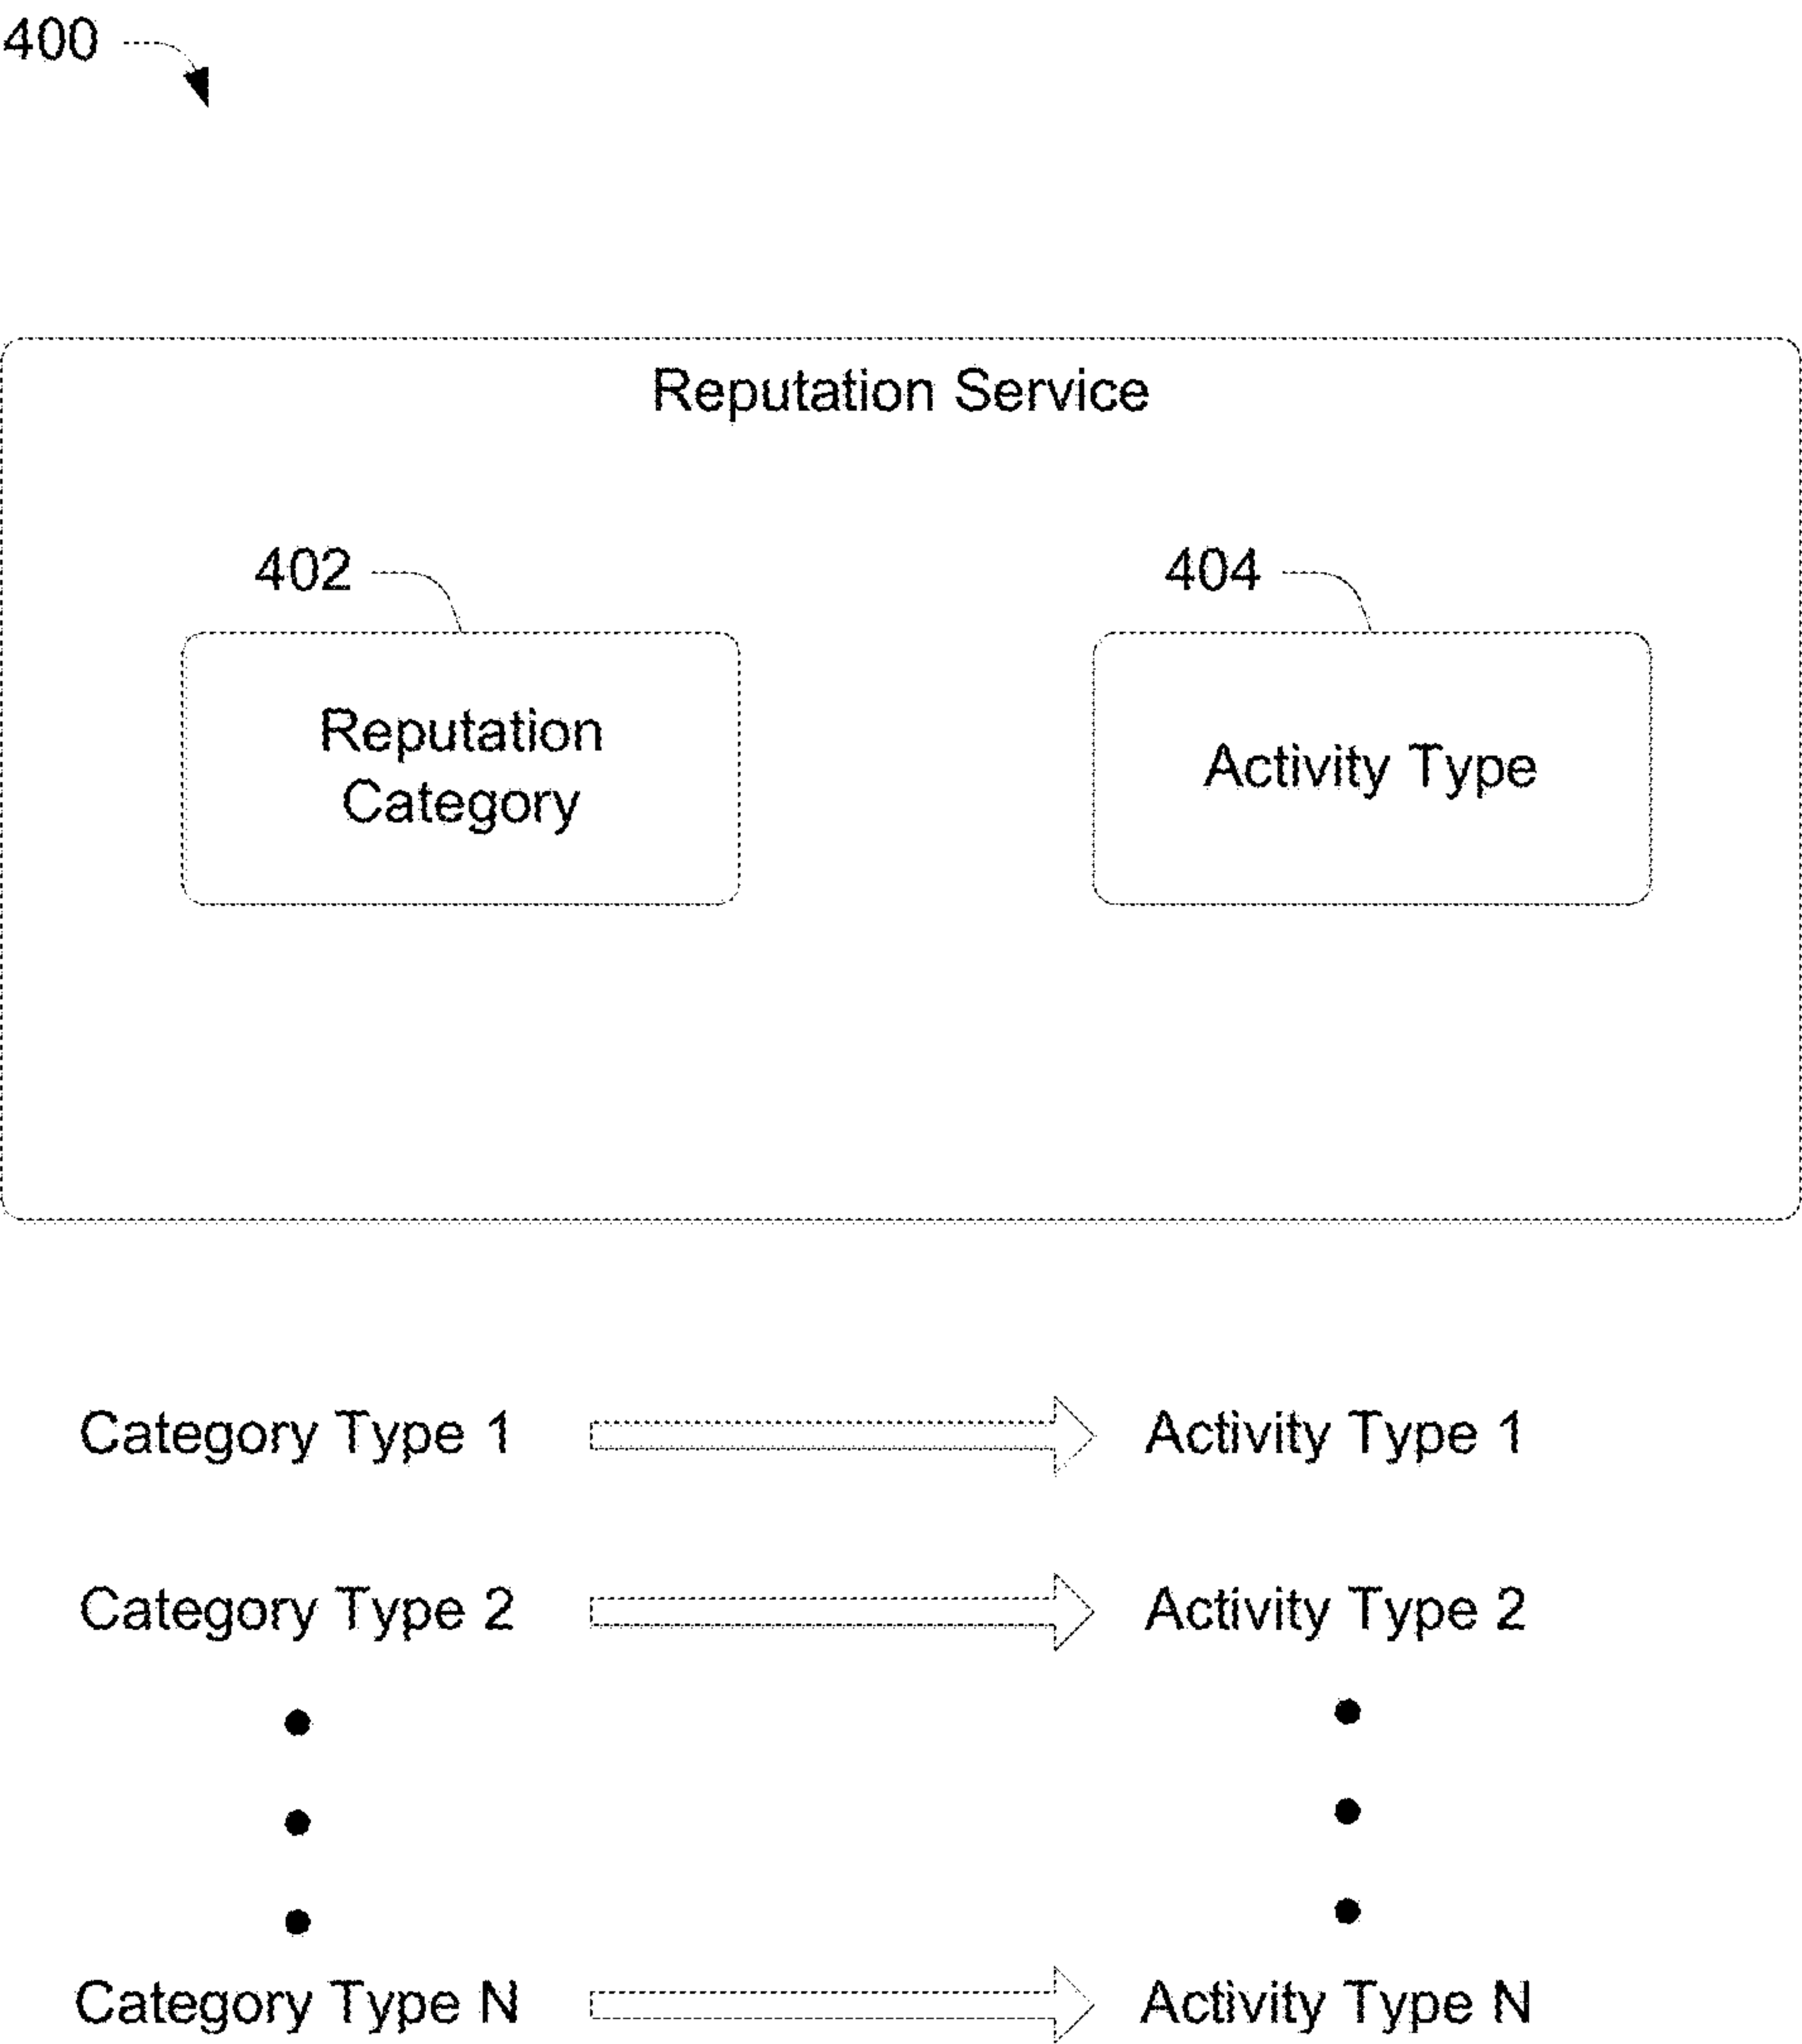 400
Reputation Service
402
404
Reputation
Category
Activity Type
Category Type 1
Activity Type 1
Category Type 2
Activity Type 2
Category Type N
Activity Type N